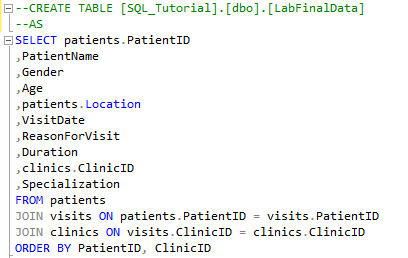 --CREATE TABLE [SQL_Tutorial].[dbo].[LabFinalData]
--AS
SELECT patients.PatientID
,PatientName
,Gender
,Age
,patients.Location
,VisitDate
,ReasonForVisit
,Duration
,clinics.ClinicID
,Specialization
FROM patients
JOIN visits ON patients.PatientID = visits.PatientID
JOIN clinics ON visits.ClinicID = clinics.ClinicID
ORDER BY PatientID, ClinicID